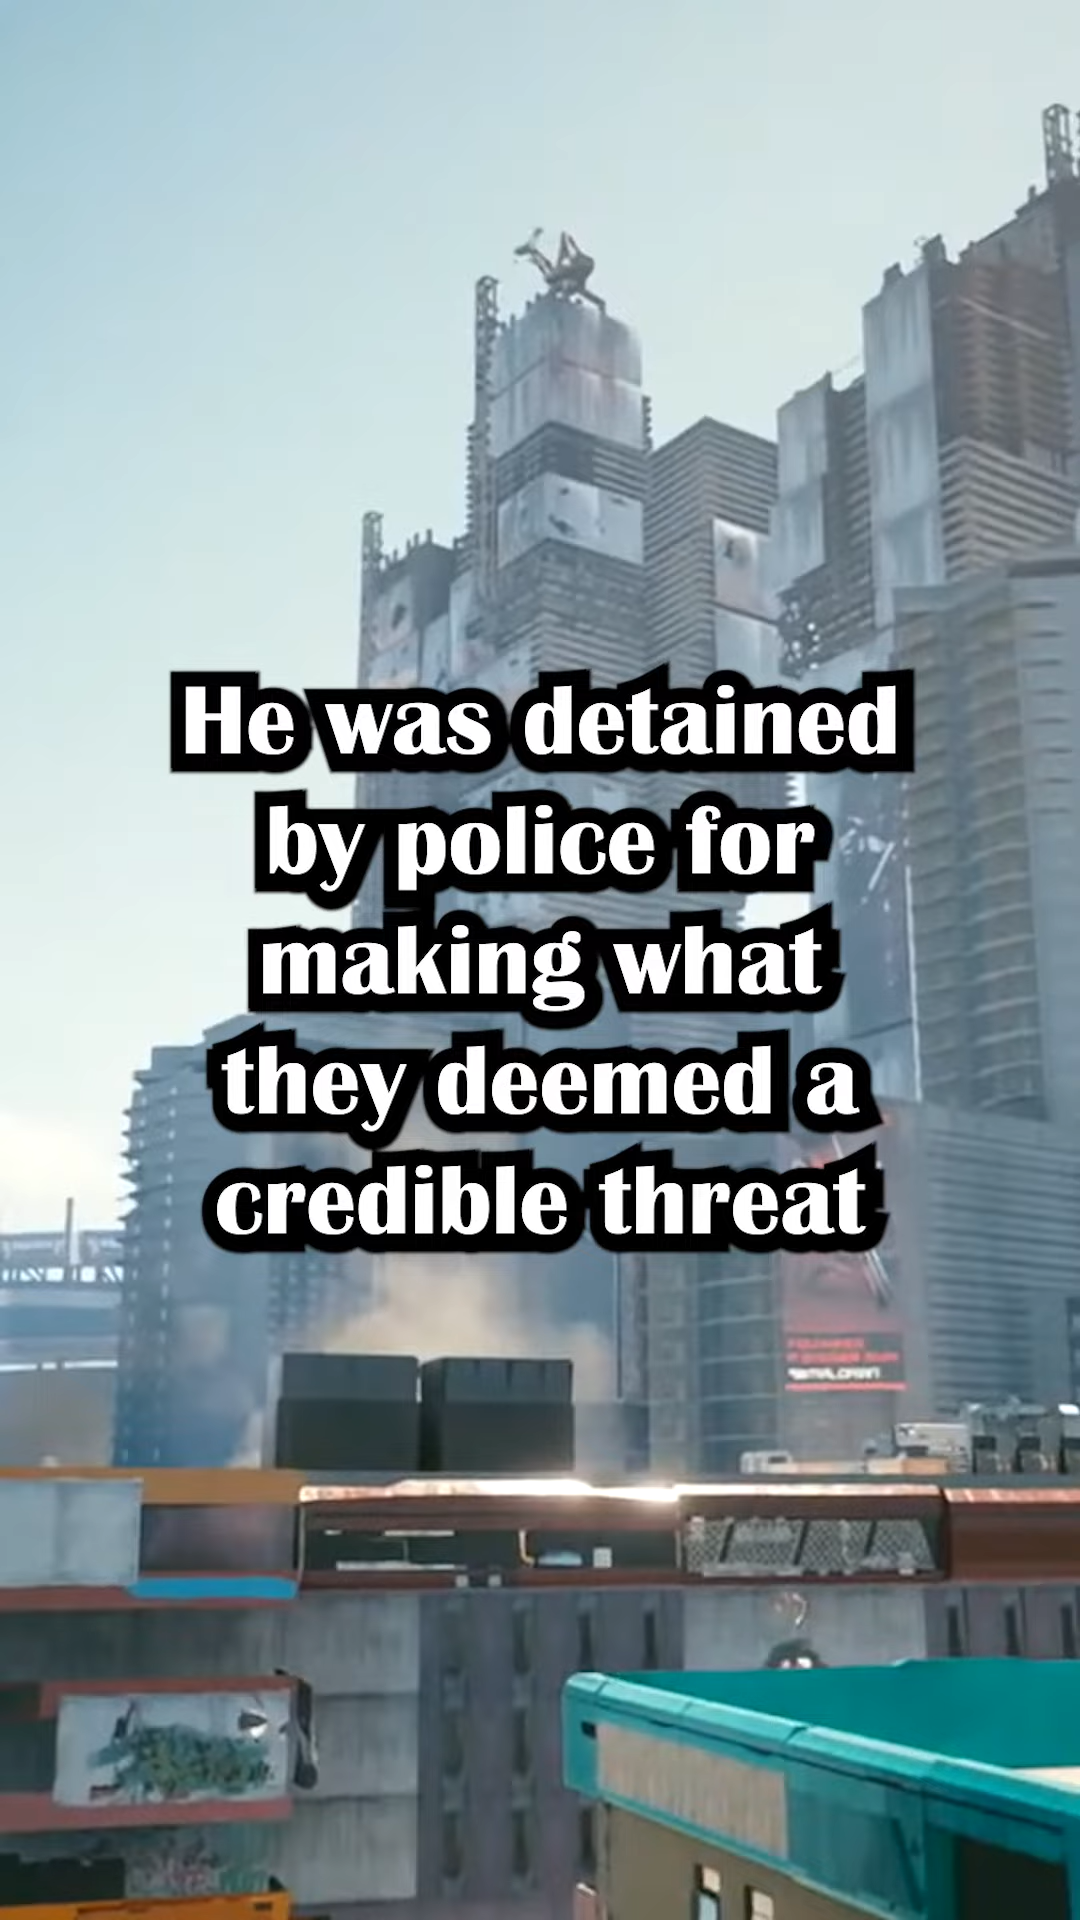 He was detained
by police for
making what
they deemed a
credible threat